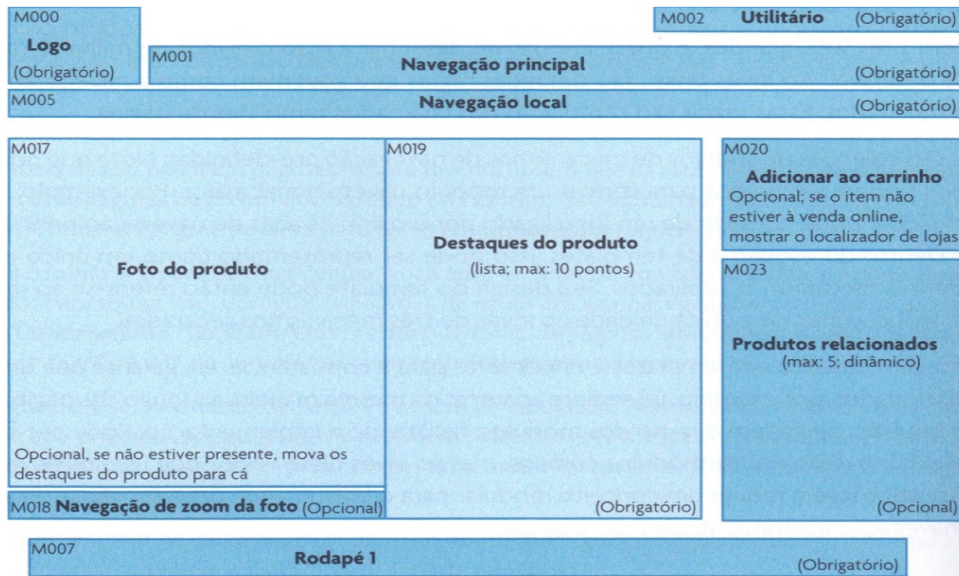 M000
Logo
(Obrigatório)
M002 Utilitário (Obrigatório)
M001
Navegação principal
(Obrigatório)
M005
Navegação local
(Obrigatório)
M017
Foto do produto
Opcional, se não estiver presente, mova os
destaques do produto para cá
M018 Navegação de zoom da foto (Opcional)
M019
Destaques do produto
(lista; max: 10 pontos)
(Obrigatório)
M020
Adicionar ao carrinho
Opcional; se o item não
estiver à venda online,
mostrar o localizador de lojas
M023
Produtos relacionados
(max: 5; dinâmico)
(Opcional)
M007
Rodapé 1
(Obrigatório)